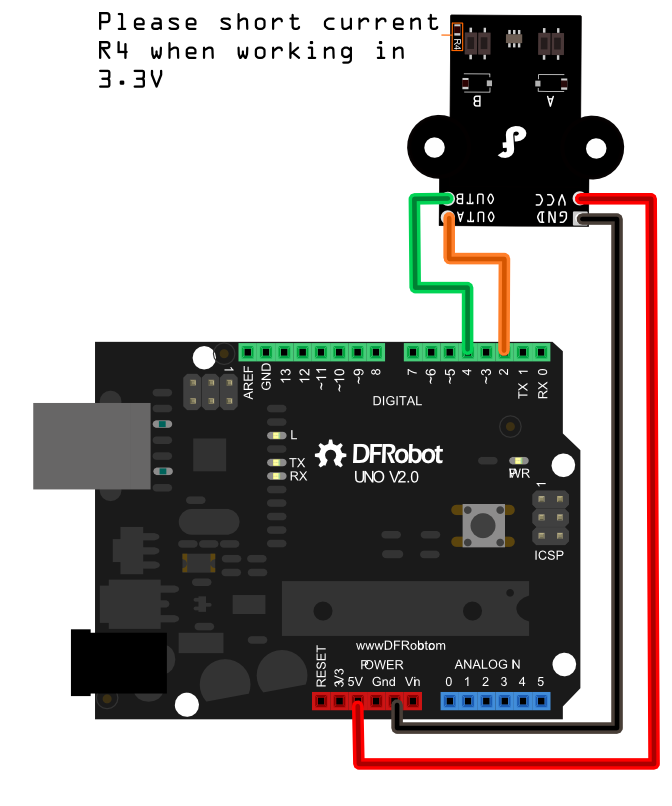 Please short current
R4 when working in
3.3V
R4
B
A
OUTB
VCC
OUTA
GND
AREF
GND
13
12
~11
~10
~9
8
7
~6
~5
4
~3
2
TX 1
RX 0
1
DIGITAL
L
TX
RX
DFRobot
UNO V2.0
PWR
1
ICSP
wwwDFRobtom
POWER
ANALOG IN
RESET
3V3
5V
Gnd
Vin
0
1
2
3
4
5